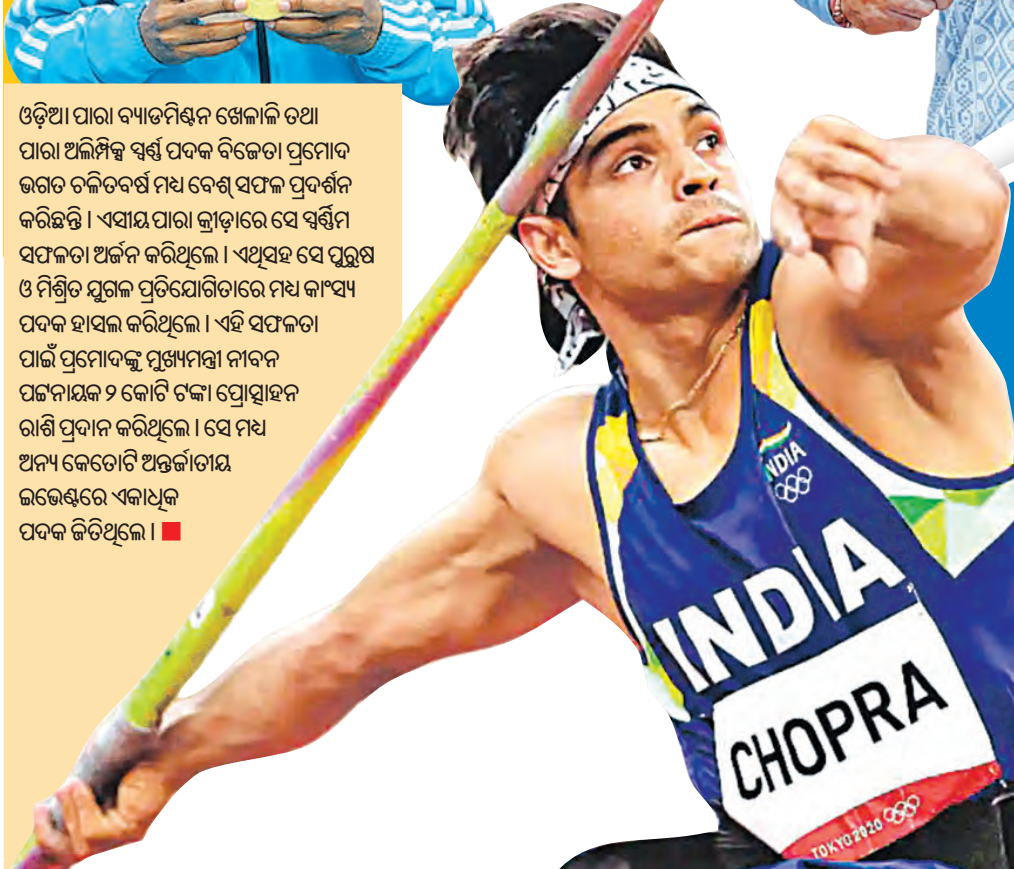 ଓଡ଼ିଆ ପାରା ବ୍ୟାଡମିଣ୍ଟନ ଖେଳାଳି ତଥା
ପାରା ଅଲିମ୍ପିକ୍ସ ସ୍ୱର୍ଣ୍ଣ ପଦକ ବିଜେତା ପ୍ରମୋଦ
ଭଗତ ଚଳିତବର୍ଷ ମଧ୍ୟ ବେଶ୍ ସଫଳ ପ୍ରଦର୍ଶନ
କରିଛନ୍ତି । ଏସୀୟ ପାରା କ୍ରୀଡ଼ାରେ ସେ ସ୍ୱର୍ଣ୍ଣିମ
ସଫଳତା ଅର୍ଜନ କରିଥିଲେ । ଏଥିସହ ସେ ପୁରୁଷ
ଓ ମିଶ୍ରିତ ଯୁଗଳ ପ୍ରତିଯୋଗିତାରେ ମଧ୍ୟ କାଂସ୍ୟ
ପଦକ ହାସଲ କରିଥିଲେ । ଏହି ସଫଳତା
ପାଇଁ ପ୍ରମୋଦଙ୍କୁ ମୁଖ୍ୟମନ୍ତ୍ରୀ ନୀବନ
ପଟ୍ଟନାୟକ ୨ କୋଟି ଟଙ୍କା ପ୍ରୋତ୍ସାହନ
ରାଶି ପ୍ରଦାନ କରିଥିଲେ । ସେ ମଧ୍ୟ
ଅନ୍ୟ କେତୋଟି ଅନ୍ତର୍ଜାତୀୟ
ଇଭେଣ୍ଟରେ ଏକାଧିକ
ପଦକ ଜିତିଥିଲେ ।
INDIA
INDIA
CHOPRA
TOKYO 2020